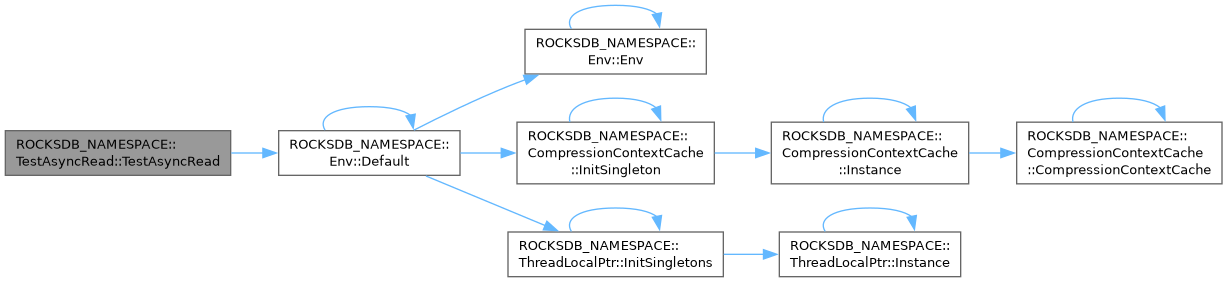 ROCKSDB_NAMESPACE::
TestAsyncRead::TestAsyncRead
ROCKSDB_NAMESPACE::
Env::Default
ROCKSDB_NAMESPACE::
Env::Env
ROCKSDB_NAMESPACE::
CompressionContextCache
::InitSingleton
ROCKSDB_NAMESPACE::
CompressionContextCache
::Instance
ROCKSDB_NAMESPACE::
CompressionContextCache
::CompressionContextCache
ROCKSDB_NAMESPACE::
ThreadLocalPtr::InitSingletons
ROCKSDB_NAMESPACE::
ThreadLocalPtr::Instance